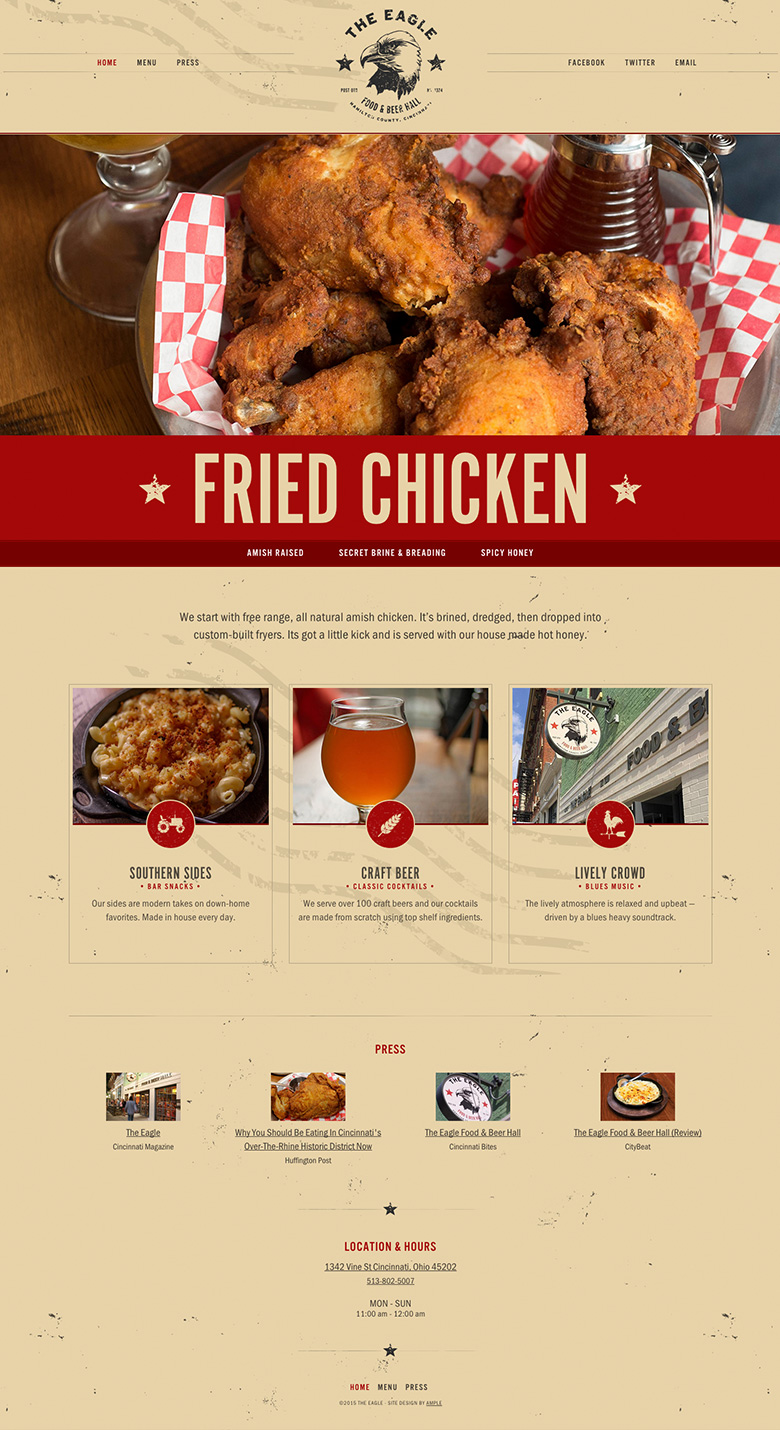 HOME MENU PRESS
THE EAGLE
FOOD & BEER HALL
HAMILTON COUNTY, CINCINNATI
FACEBOOK TWITTER EMAIL
FRIED CHICKEN
AMISH RAISED SECRET BRINE & BREADING SPICY HONEY
We start with free range, all natural amish chicken. It's brined, dredged, then dropped into
custom-built fryers. Its got a little kick and is served with our house made hot honey.
THE EAGLE
FOOD & BEER HALL
FOOD & B
SOUTHERN SIDES
• BAR SNACKS •
Our sides are modern takes on down-home
favorites. Made in house every day.
CRAFT BEER
• CLASSIC COCKTAILS •
We serve over 100 craft beers and our cocktails
are made from scratch using top shelf ingredients.
LIVELY CROWD
• BLUES MUSIC •
The lively atmosphere is relaxed and upbeat —
driven by a blues heavy soundtrack.
PRESS
The Eagle
Cincinnati Magazine
Why You Should Be Eating In Cincinnati's
Over-The-Rhine Historic District Now
Huffington Post
THE EAGLE
The Eagle Food & Beer Hall
Cincinnati Bites
The Eagle Food & Beer Hall (Review)
CityBeat
LOCATION & HOURS
1342 Vine St Cincinnati, Ohio 45202
513-802-5007
MON - SUN
11:00 am - 12:00 am
HOME MENU PRESS
©2015 THE EAGLE · SITE DESIGN BY AMPLE